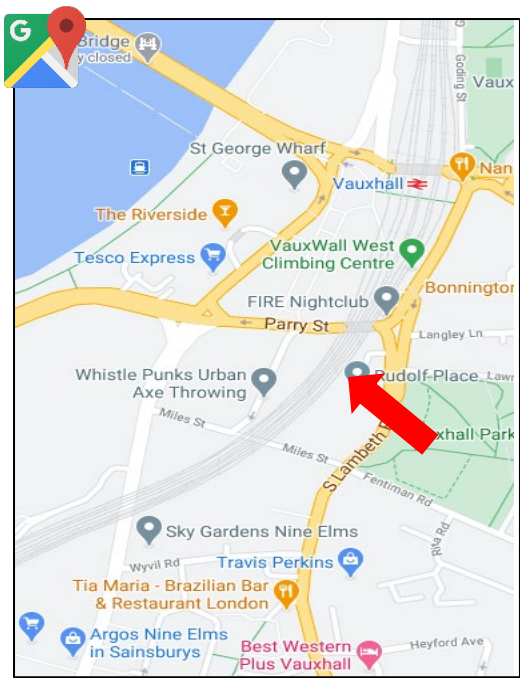 G
Bridge
y closed
Goding St
Vaux
St George Wharf
Nan
Vauxhall
The Riverside
VauxWall West
Climbing Centre
Tesco Express
Bonnington
FIRE Nightclub
Parry St
Langley Ln
Whistle Punks Urban
Axe Throwing
Rudolf Place
Lawr
Miles St
xhall Park
Miles St
S Lambeth R
Fentiman Rd
Sky Gardens Nine Elms
Rita Rd
Wyvil Rd
Travis Perkins
Tia Maria - Brazilian Bar
& Restaurant London
Argos Nine Elms
in Sainsburys
Best Western
Plus Vauxhall
Heyford Ave